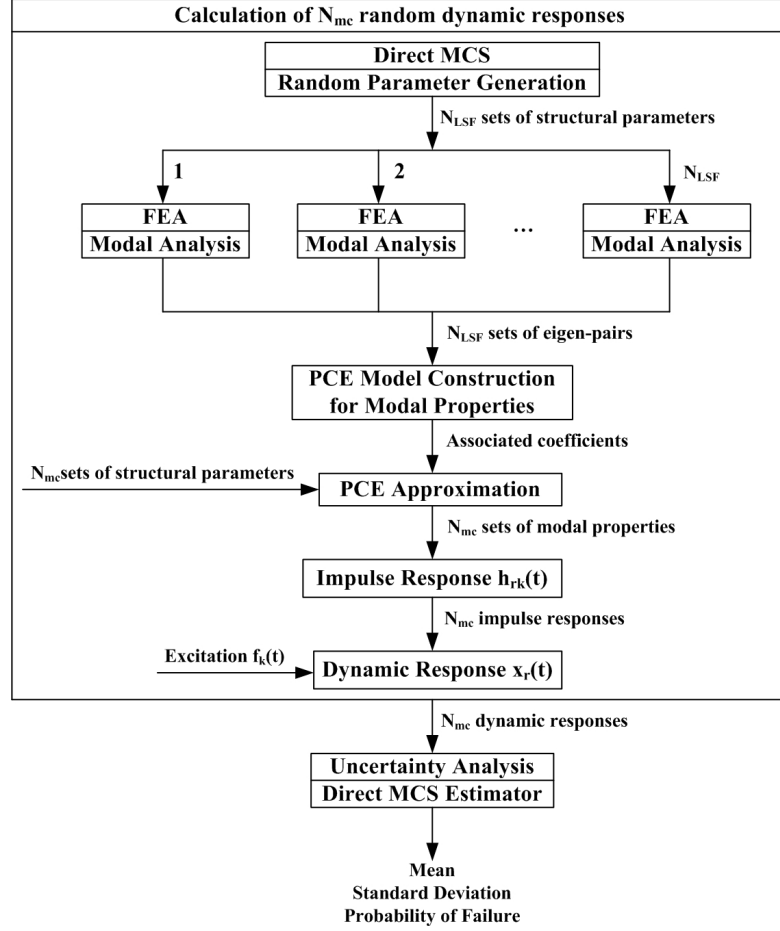 Calculation of Nmc random dynamic responses
Direct MCS
Random Parameter Generation
NLSF sets of structural parameters
1
2
NLSF
FEA
Modal Analysis
FEA
Modal Analysis
...
FEA
Modal Analysis
NLSF sets of eigen-pairs
PCE Model Construction
for Modal Properties
Associated coefficients
Nmcsets of structural parameters
PCE Approximation
Nmc sets of modal properties
Impulse Response hrk(t)
Nmc impulse responses
Excitation fk(t)
Dynamic Response xr(t)
Nmc dynamic responses
Uncertainty Analysis
Direct MCS Estimator
Mean
Standard Deviation
Probability of Failure